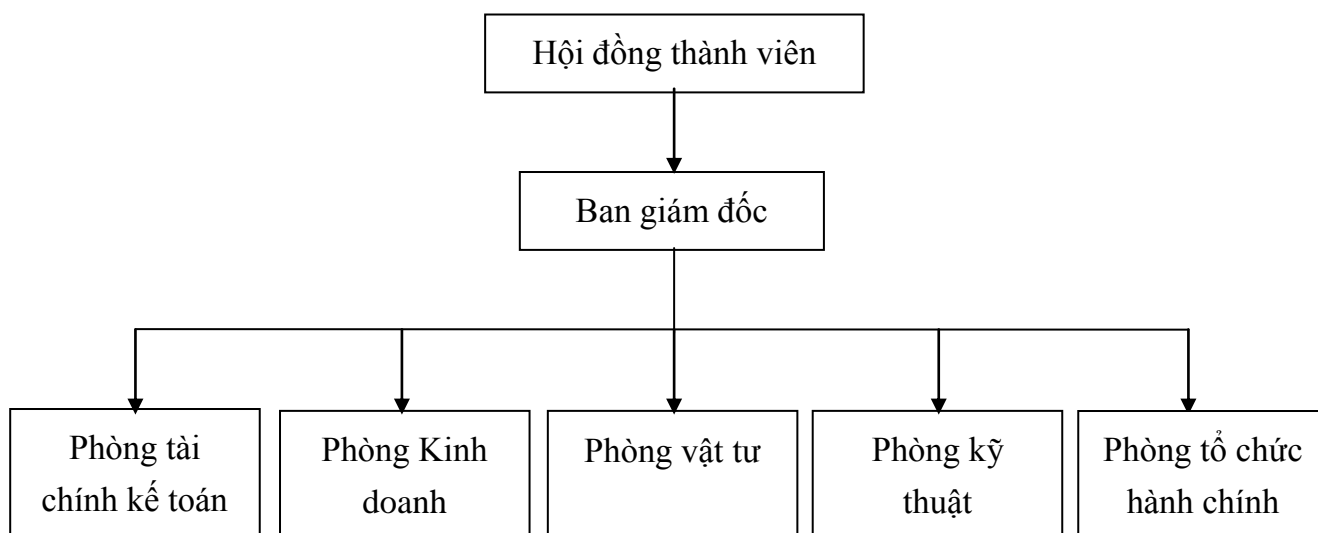 Hội đồng thành viên
Ban giám đốc
Phòng tài
chính kế toán
Phòng Kinh
doanh
Phòng vật tư
Phòng kỹ
thuật
Phòng tổ chức
hành chính